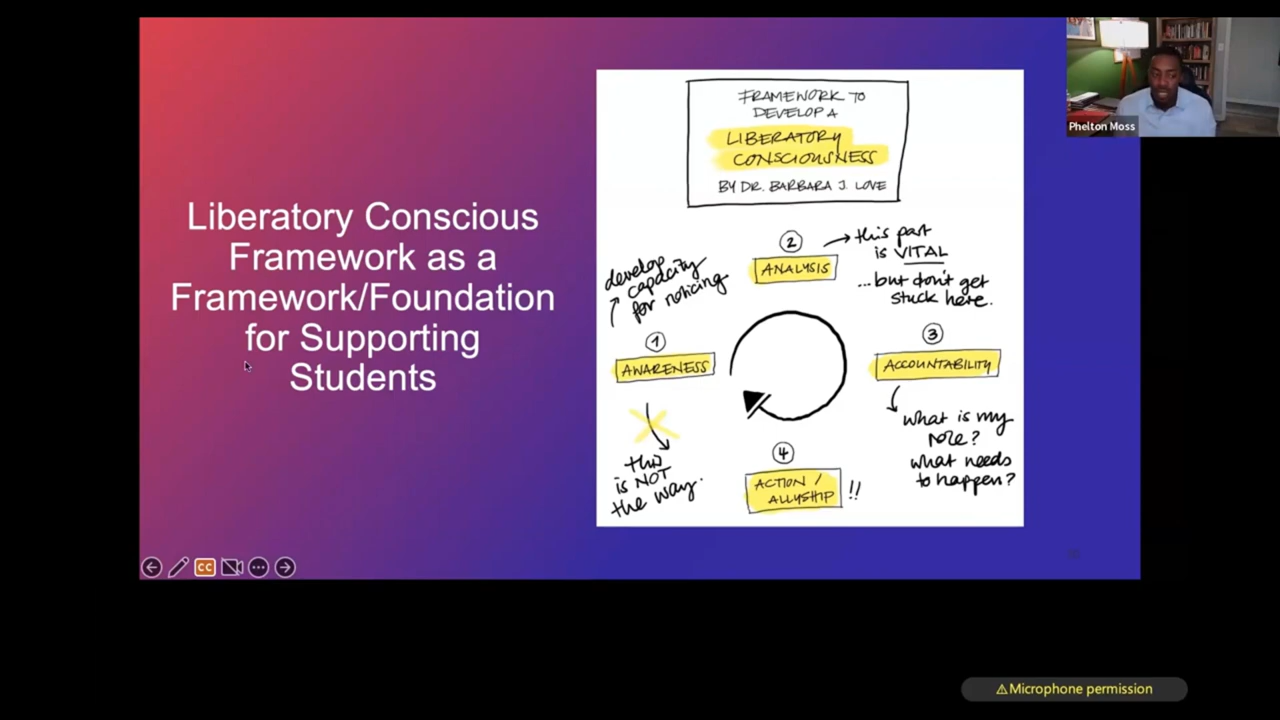 Liberatory Conscious
Framework as a
Framework/Foundation
for Supporting
Students
FRAMEWORK TO
DEVELOP A
LIBERATORY
CONSCIOUSNESS
BY DR. BARBARA J. LOVE
develop
capacity
for noticing
1
AWARENESS
this
is NOT
the way.
2
ANALYSIS
this part
is VITAL
...but don't get
stuck here.
3
ACCOUNTABILITY
what is my
role?
what needs
to happen?
4
ACTION /
ALLYSHIP !!
CC
Phelton Moss
⚠Microphone permission